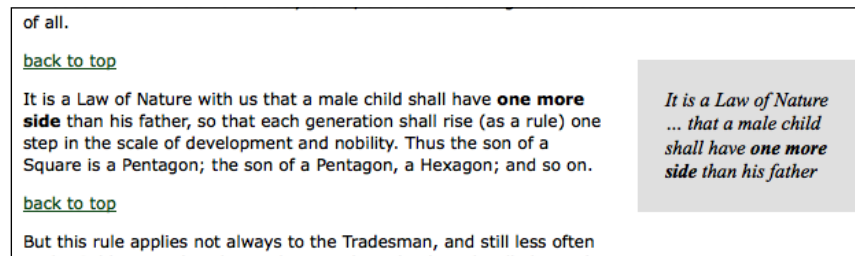 of all.
back to top
It is a Law of Nature with us that a male child shall have one more
side than his father, so that each generation shall rise (as a rule) one
step in the scale of development and nobility. Thus the son of a
Square is a Pentagon; the son of a Pentagon, a Hexagon; and so on.
It is a Law of Nature
... that a male child
shall have one more
side than his father
back to top
But this rule applies not always to the Tradesman, and still less often